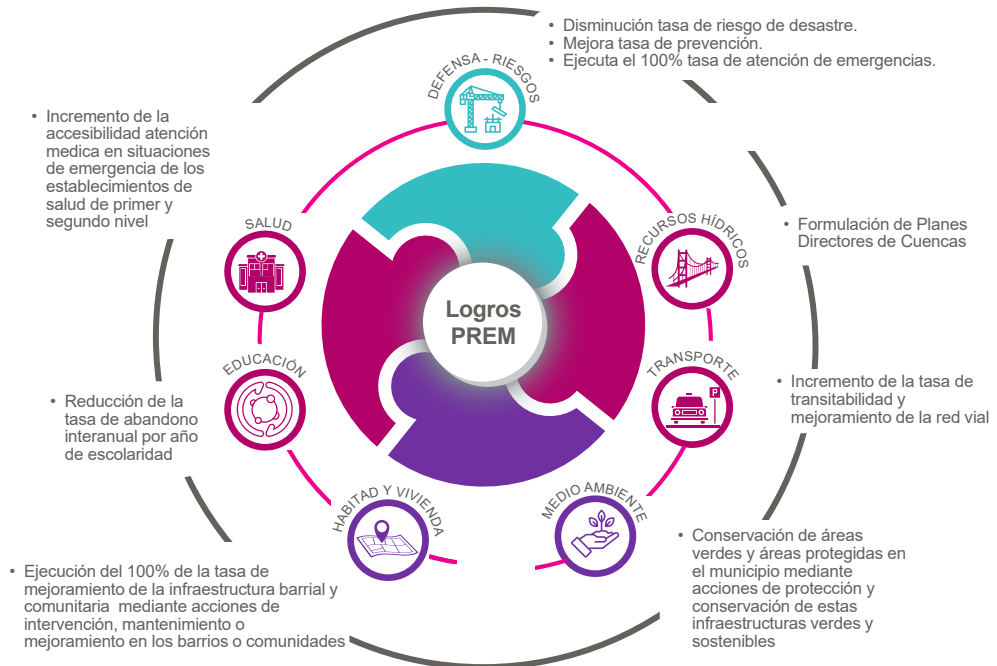 • Disminución tasa de riesgo de desastre.
• Mejora tasa de prevención.
• Ejecuta el 100% tasa de atención de emergencias.
DEFENSA - RIESGOS
• Incremento de la
accesibilidad atención
medica en situaciones
de emergencia de los
establecimientos de
salud de primer y
segundo nivel
SALUD
RECURSOS HÍDRICOS
• Formulación de Planes
Directores de Cuencas
Logros
PREM
EDUCACIÓN
• Reducción de la
tasa de abandono
interanual por año
de escolaridad
TRANSPORTE
P
• Incremento de la tasa de
transitabilidad y
mejoramiento de la red vial
HABITAD Y VIVIENDA
• Ejecución del 100% de la tasa de
mejoramiento de la infraestructura barrial y
comunitaria mediante acciones de
intervención, mantenimiento o
mejoramiento en los barrios o comunidades
MEDIO AMBIENTE
• Conservación de áreas
verdes y áreas protegidas en
el municipio mediante
acciones de protección y
conservación de estas
infraestructuras verdes y
sostenibles